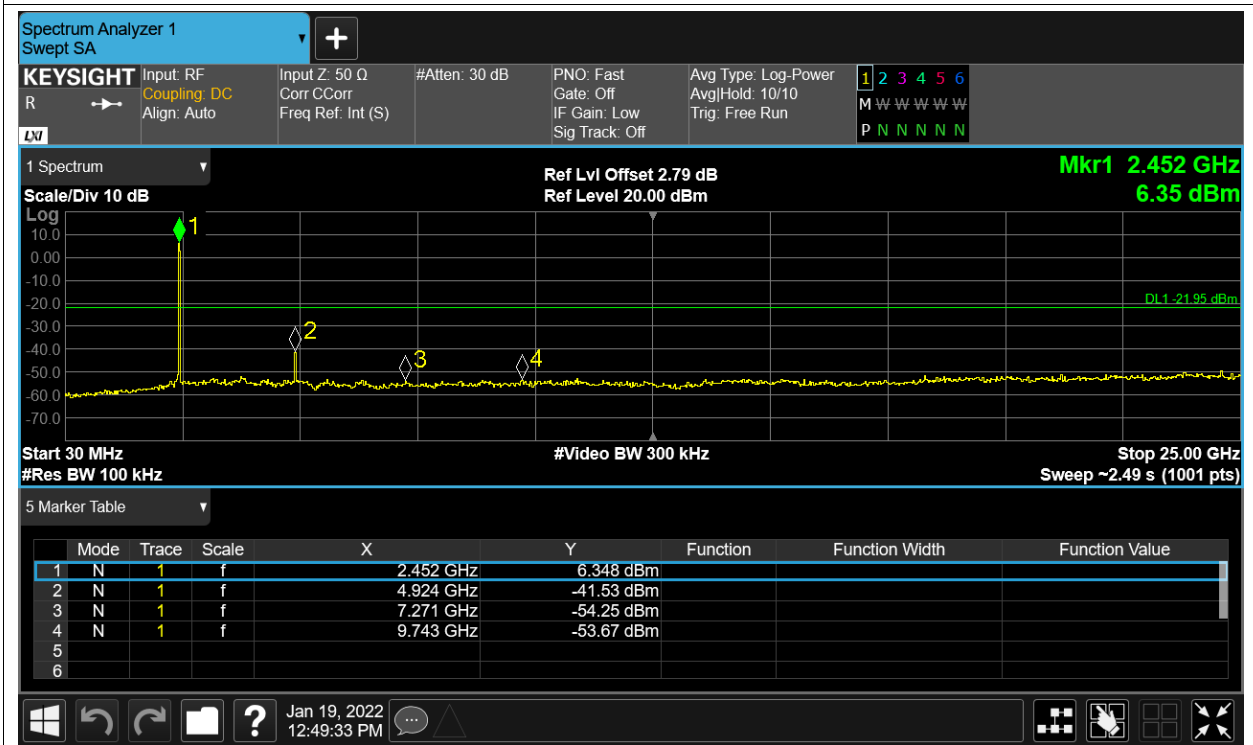 Spectrum Analyzer 1
Swept SA
KEYSIGHT
R
LXI
Input: RF
Coupling: DC
Align: Auto
Input Z: 50 Ω
Corr CCorr
Freq Ref: Int (S)
#Atten: 30 dB
PNO: Fast
Gate: Off
IF Gain: Low
Sig Track: Off
Avg Type: Log-Power
Avg|Hold: 10/10
Trig: Free Run
1 2 3 4 5 6
M W W W W W
P N N N N N
1 Spectrum
Scale/Div 10 dB
Ref Lvl Offset 2.79 dB
Ref Level 20.00 dBm
Mkr1 2.452 GHz
6.35 dBm
Log
10.0
0.00
-10.0
-20.0
-30.0
-40.0
-50.0
-60.0
-70.0
1
2
3
4
DL1 -21.95 dBm
Start 30 MHz
#Res BW 100 kHz
#Video BW 300 kHz
Stop 25.00 GHz
Sweep ~2.49 s (1001 pts)
5 Marker Table
Mode Trace Scale X Y Function Function Width Function Value
1 N 1 f 2.452 GHz 6.348 dBm
2 N 1 f 4.924 GHz -41.53 dBm
3 N 1 f 7.271 GHz -54.25 dBm
4 N 1 f 9.743 GHz -53.67 dBm
5
6
?
Jan 19, 2022
12:49:33 PM